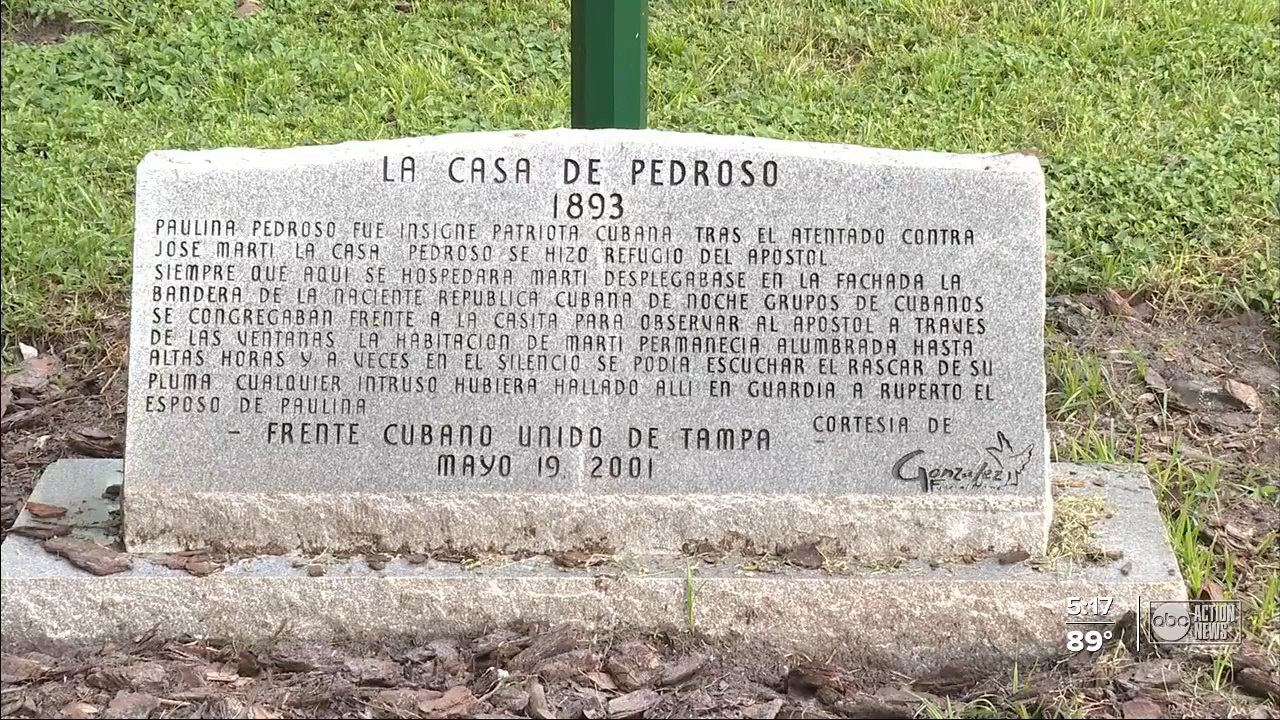 LA CASA DE PEDROSO
1893
PAULINA PEDROSO FUE INSIGNE PATRIOTA CUBANA TRAS EL ATENTADO CONTRA
JOSE MARTI LA CASA PEDROSO SE HIZO REFUGIO DEL APOSTOL
SIEMPRE QUE AQUI SE HOSPEDARA MARTI DESPLEGABASE EN LA FACHADA LA
BANDERA DE LA NACIENTE REPUBLICA CUBANA DE NOCHE GRUPOS DE CUBANOS
SE CONGREGABAN FRENTE A LA CASITA PARA OBSERVAR AL APOSTOL A TRAVES
DE LAS VENTANAS LA HABITACION DE MARTI PERMANECIA ALUMBRADA HASTA
ALTAS HORAS Y A VECES EN EL SILENCIO SE PODIA ESCUCHAR EL RASCAR DE SU
PLUMA CUALQUIER INTRUSO HUBIERA HALLADO ALLI EN GUARDIA A RUPERTO EL
ESPOSO DE PAULINA
– FRENTE CUBANO UNIDO DE TAMPA
MAYO 19, 2001
CORTESIA DE
Gonzalez
5:17
89°
abc ACTION NEWS